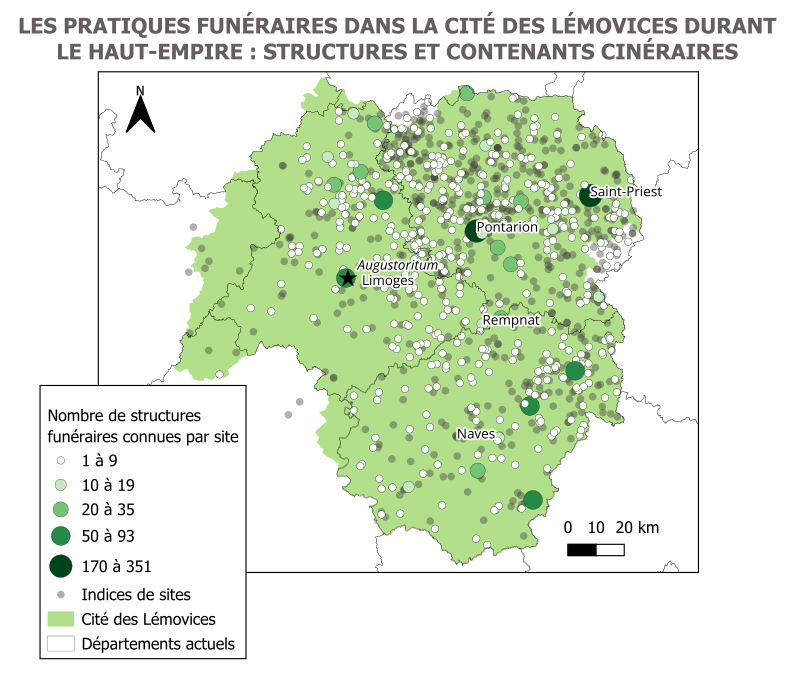 LES PRATIQUES FUNÉRAIRES DANS LA CITÉ DES LÉMOVICES DURANT
LE HAUT-EMPIRE : STRUCTURES ET CONTENANTS CINÉRAIRES
N
Saint-Priest
Pontarion
Augustoritum
Limoges
Rempnat
Naves
Nombre de structures
funéraires connues par site
1 à 9
10 à 19
20 à 35
50 à 93
170 à 351
Indices de sites
Cité des Lémovices
Départements actuels
0 10 20 km